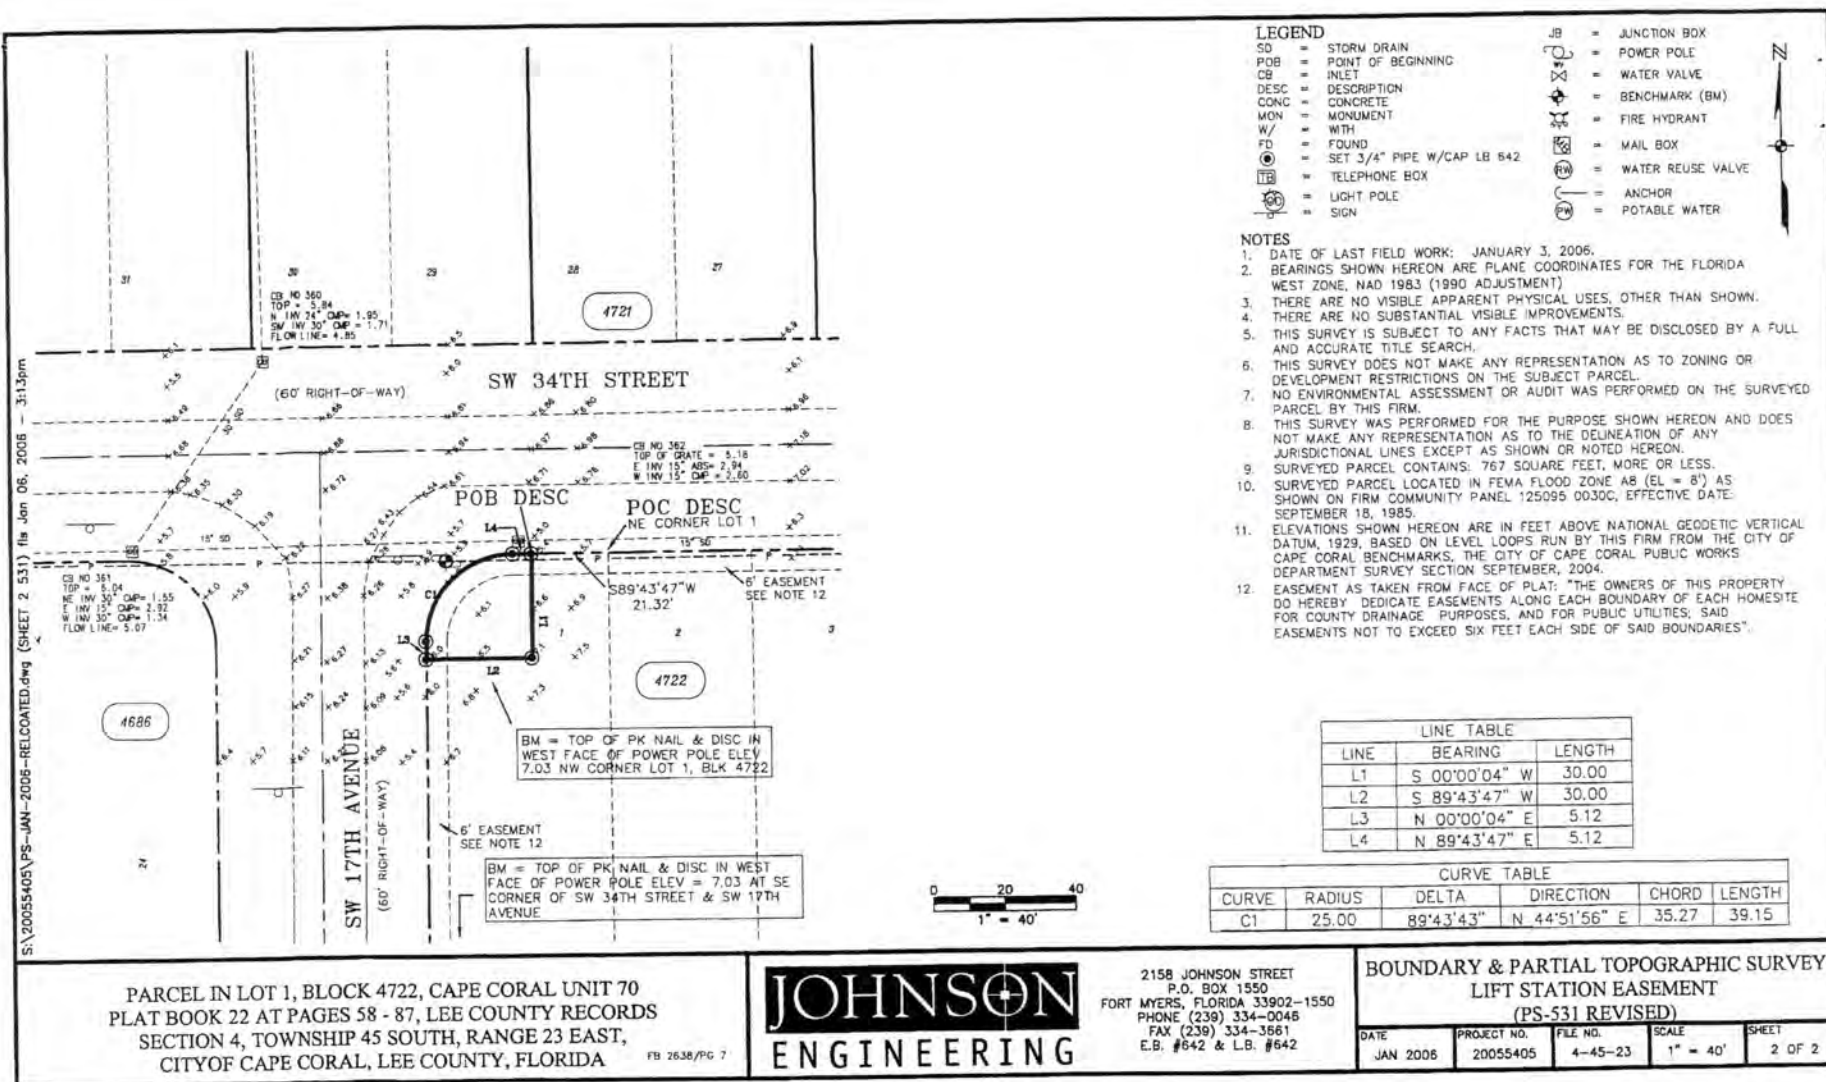 S:\20055405\PS-JAN-2006-RELCOATED.dwg (SHEET 2 531) fls Jan 06, 2006 - 3:13pm
31
30
29
28
27
CB NO 360
TOP = 5.84
N INV 24" CMP= 1.95
SW INV 30" CMP = 1.71
FLOW LINE= 4.85
4721
SW 34TH STREET
(60' RIGHT-OF-WAY)
30" SD
CB NO 362
TOP OF GRATE = 5.18
E INV 15" ABS= 2.94
W INV 15" CMP = 2.60
POB DESC
POC DESC
NE CORNER LOT 1
15" SD
15" SD
L4
C1
L1
L3
L2
S89°43'47"W
21.32'
6' EASEMENT
SEE NOTE 12
CB NO 361
TOP = 5.04
NE INV 30" CMP= 1.55
E INV 15" CMP= 2.92
W INV 30" CMP= 1.34
FLOW LINE= 5.07
1
2
3
4686
4722
24
BM = TOP OF PK NAIL & DISC IN
WEST FACE OF POWER POLE ELEV
7.03 NW CORNER LOT 1, BLK 4722
SW 17TH AVENUE
(60' RIGHT-OF-WAY)
6' EASEMENT
SEE NOTE 12
BM = TOP OF PK NAIL & DISC IN WEST
FACE OF POWER POLE ELEV = 7.03 AT SE
CORNER OF SW 34TH STREET & SW 17TH
AVENUE
0 20 40
1" = 40'
LEGEND
SD = STORM DRAIN
POB = POINT OF BEGINNING
CB = INLET
DESC = DESCRIPTION
CONC = CONCRETE
MON = MONUMENT
W/ = WITH
FD = FOUND
= SET 3/4" PIPE W/CAP LB 642
TB = TELEPHONE BOX
= LIGHT POLE
= SIGN
JB = JUNCTION BOX
= POWER POLE
WV = WATER VALVE
= BENCHMARK (BM)
= FIRE HYDRANT
= MAIL BOX
RW = WATER REUSE VALVE
= ANCHOR
PW = POTABLE WATER
N
NOTES
1. DATE OF LAST FIELD WORK: JANUARY 3, 2006.
2. BEARINGS SHOWN HEREON ARE PLANE COORDINATES FOR THE FLORIDA
WEST ZONE, NAD 1983 (1990 ADJUSTMENT)
3. THERE ARE NO VISIBLE APPARENT PHYSICAL USES, OTHER THAN SHOWN.
4. THERE ARE NO SUBSTANTIAL VISIBLE IMPROVEMENTS.
5. THIS SURVEY IS SUBJECT TO ANY FACTS THAT MAY BE DISCLOSED BY A FULL
AND ACCURATE TITLE SEARCH.
6. THIS SURVEY DOES NOT MAKE ANY REPRESENTATION AS TO ZONING OR
DEVELOPMENT RESTRICTIONS ON THE SUBJECT PARCEL.
7. NO ENVIRONMENTAL ASSESSMENT OR AUDIT WAS PERFORMED ON THE SURVEYED
PARCEL BY THIS FIRM.
8. THIS SURVEY WAS PERFORMED FOR THE PURPOSE SHOWN HEREON AND DOES
NOT MAKE ANY REPRESENTATION AS TO THE DELINEATION OF ANY
JURISDICTIONAL LINES EXCEPT AS SHOWN OR NOTED HEREON.
9. SURVEYED PARCEL CONTAINS: 767 SQUARE FEET, MORE OR LESS.
10. SURVEYED PARCEL LOCATED IN FEMA FLOOD ZONE A8 (EL = 8') AS
SHOWN ON FIRM COMMUNITY PANEL 125095 0030C, EFFECTIVE DATE:
SEPTEMBER 18, 1985.
11. ELEVATIONS SHOWN HEREON ARE IN FEET ABOVE NATIONAL GEODETIC VERTICAL
DATUM, 1929, BASED ON LEVEL LOOPS RUN BY THIS FIRM FROM THE CITY OF
CAPE CORAL BENCHMARKS, THE CITY OF CAPE CORAL PUBLIC WORKS
DEPARTMENT SURVEY SECTION SEPTEMBER, 2004.
12. EASEMENT AS TAKEN FROM FACE OF PLAT: "THE OWNERS OF THIS PROPERTY
DO HEREBY DEDICATE EASEMENTS ALONG EACH BOUNDARY OF EACH HOMESITE
FOR COUNTY DRAINAGE PURPOSES, AND FOR PUBLIC UTILITIES; SAID
EASEMENTS NOT TO EXCEED SIX FEET EACH SIDE OF SAID BOUNDARIES".
LINE TABLE
LINE BEARING LENGTH
L1 S 00°00'04" W 30.00
L2 S 89°43'47" W 30.00
L3 N 00°00'04" E 5.12
L4 N 89°43'47" E 5.12
CURVE TABLE
CURVE RADIUS DELTA DIRECTION CHORD LENGTH
C1 25.00 89°43'43" N 44°51'56" E 35.27 39.15
PARCEL IN LOT 1, BLOCK 4722, CAPE CORAL UNIT 70
PLAT BOOK 22 AT PAGES 58 - 87, LEE COUNTY RECORDS
SECTION 4, TOWNSHIP 45 SOUTH, RANGE 23 EAST,
CITYOF CAPE CORAL, LEE COUNTY, FLORIDA
FB 2638/PG 7
JOHNSON
ENGINEERING
2158 JOHNSON STREET
P.O. BOX 1550
FORT MYERS, FLORIDA 33902-1550
PHONE (239) 334-0046
FAX (239) 334-3661
E.B. #642 & L.B. #642
BOUNDARY & PARTIAL TOPOGRAPHIC SURVEY
LIFT STATION EASEMENT
(PS-531 REVISED)
DATE PROJECT NO. FILE NO. SCALE SHEET
JAN 2006 20055405 4-45-23 1" = 40' 2 OF 2